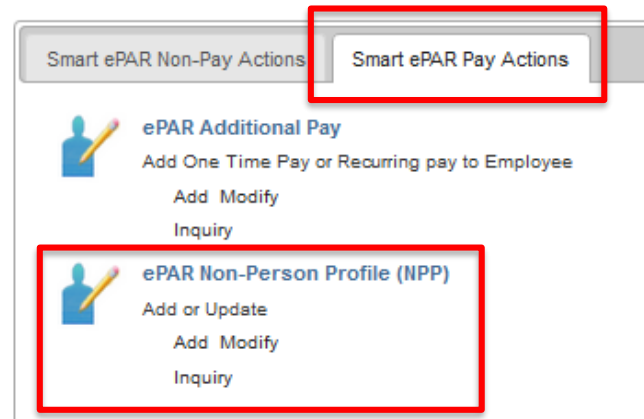 Smart ePAR Non-Pay Actions Smart ePAR Pay Actions
ePAR Additional Pay
Add One Time Pay or Recurring pay to Employee
Add Modify
Inquiry
ePAR Non-Person Profile (NPP)
Add or Update
Add Modify
Inquiry